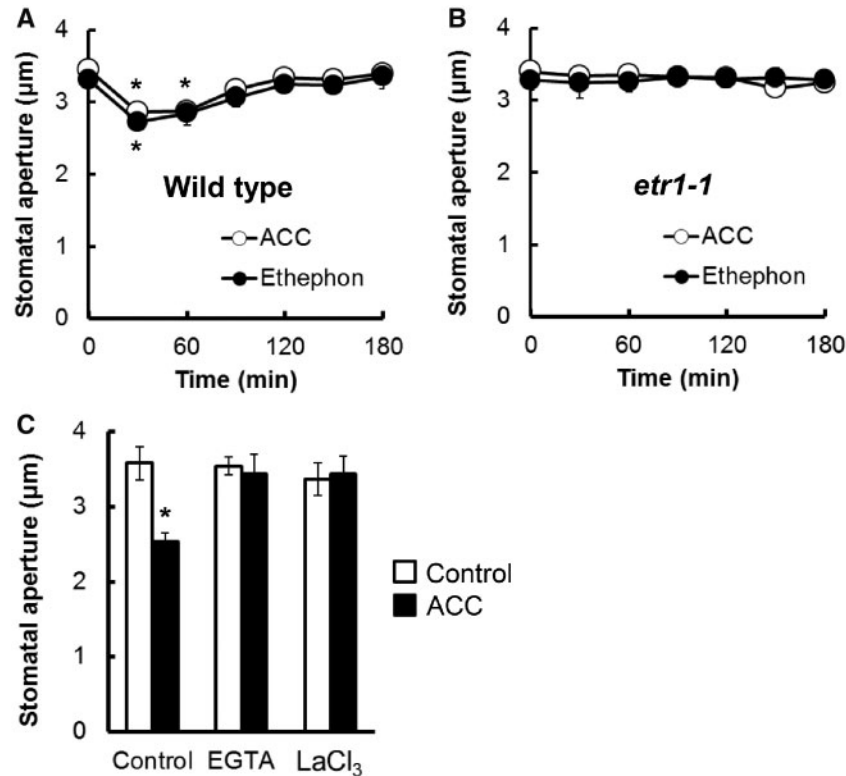 A
Stomatal aperture (μm)
4
3
2
1
0
* *
*
Wild type
ACC
Ethephon
0 60 120 180
Time (min)
B
Stomatal aperture (μm)
4
3
2
1
0
etr1-1
ACC
Ethephon
0 60 120 180
Time (min)
C
Stomatal aperture (μm)
4
3
2
1
0
*
Control
ACC
Control EGTA LaCl₃